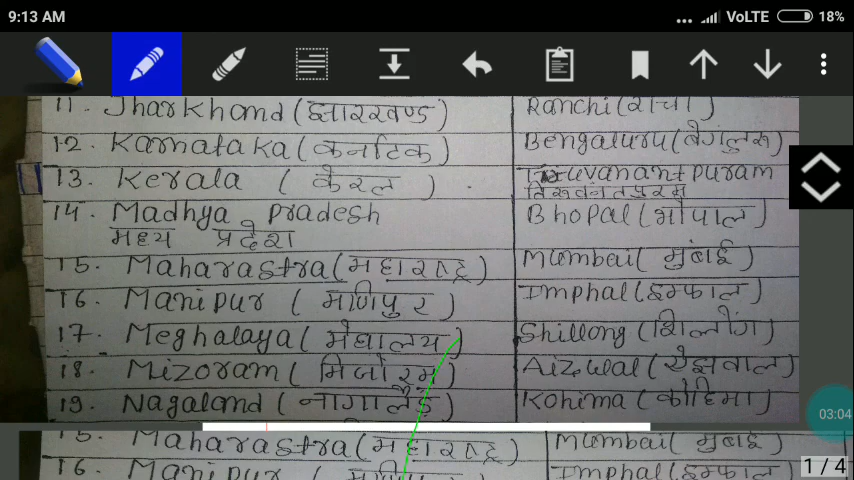 9:13 AM ... VoLTE 18%
11. Jharkhand (झारखण्ड) Ranchi (रांची)
12. Karnataka (कर्नाटक) Bengaluru (बेंगलुरू)
13. Kerala (केरल) Tiruvanantpuram
तिरूवनंतपुरम
14. Madhya Pradesh BhoPal (भोपाल)
मध्य प्रदेश
15. Maharastra (महाराष्ट्र) Mumbai (मुंबई)
16. Manipur (मणिपुर) Imphal (इम्फाल)
17. Meghalaya (मेघालय) Shillong (शिलांग)
18. Mizoram (मिजोरम) Aizwal (ऐझवाल)
19. Nagaland (नागालैंड) Kohima (कोहिमा)
03:04
15. Maharastra (महाराष्ट्र) Mumbai (मुंबई)
16. Manipur (मणिपुर) Imphal (इम्फाल)
1 / 4